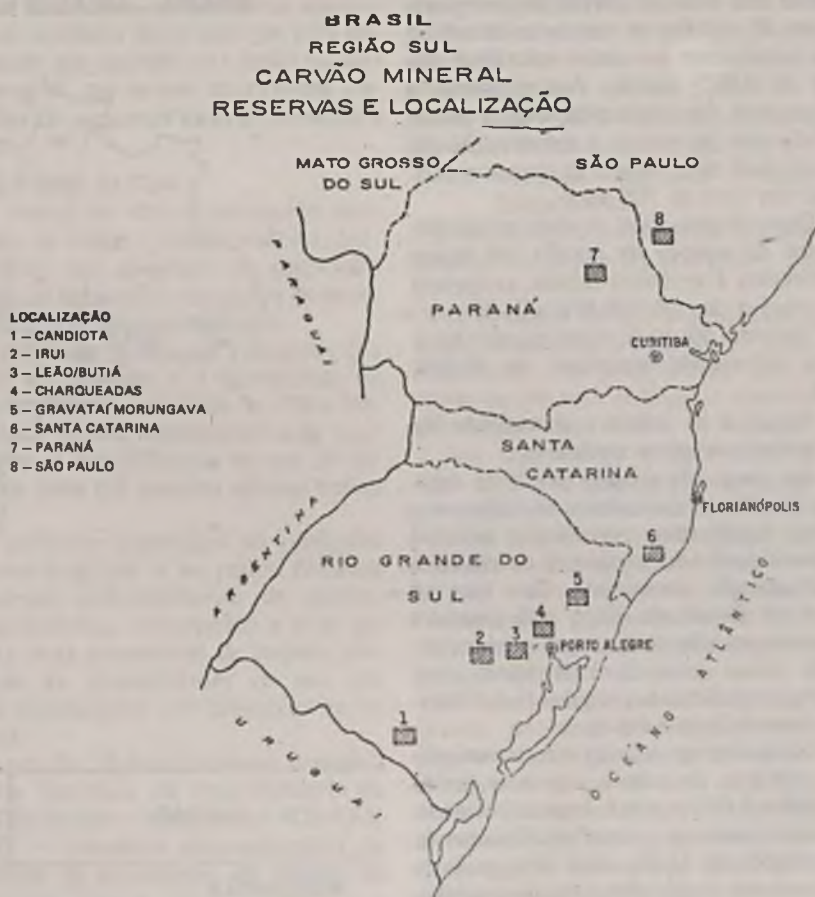 BRASIL
REGIÃO SUL
CARVÃO MINERAL
RESERVAS E LOCALIZAÇÃO
MATO GROSSO
DO SUL
SÃO PAULO
PARAGUAI
8
7
PARANÁ
CURITIBA
LOCALIZAÇÃO
1 – CANDIOTA
2 – IRUI
3 – LEÃO/BUTIÁ
4 – CHARQUEADAS
5 – GRAVATAÍ MORUNGAVA
6 – SANTA CATARINA
7 – PARANÁ
8 – SÃO PAULO
SANTA
CATARINA
FLORIANÓPOLIS
ARGENTINA
6
RIO GRANDE DO
SUL
5
4
3
2
PORTO ALEGRE
1
URUGUAI
OCEANO ATLÂNTICO